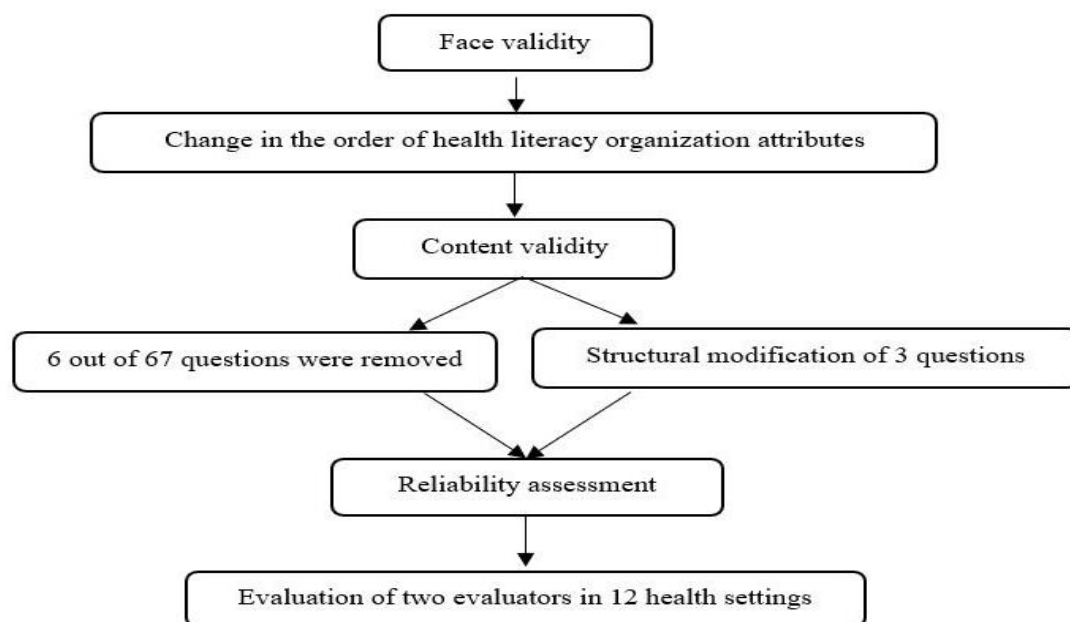 Face validity
Change in the order of health literacy organization attributes
Content validity
6 out of 67 questions were removed
Structural modification of 3 questions
Reliability assessment
Evaluation of two evaluators in 12 health settings